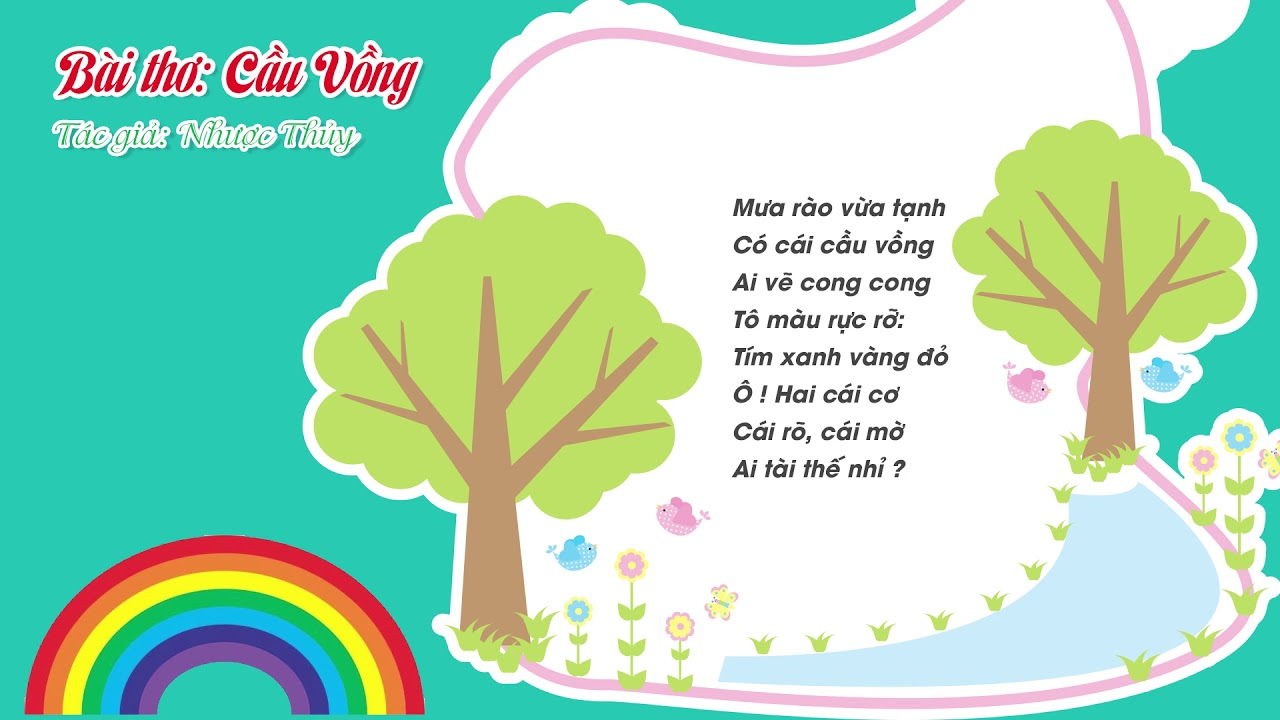 Bài thơ: Cầu Vồng
Tác giả: Nhược Thủy
Mưa rào vừa tạnh
Có cái cầu vồng
Ai vẽ cong cong
Tô màu rực rỡ:
Tím xanh vàng đỏ
Ô ! Hai cái cơ
Cái rõ, cái mờ
Ai tài thế nhỉ ?